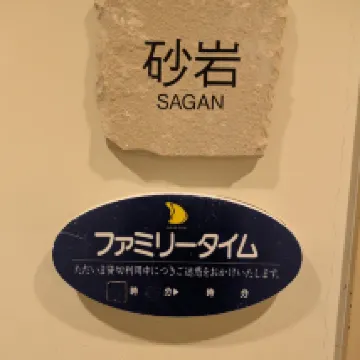 砂岩
SAGAN
ファミリータイム
ただいま貸切利用中につきご迷惑をおかけいたします。
時 分▶ 時 分